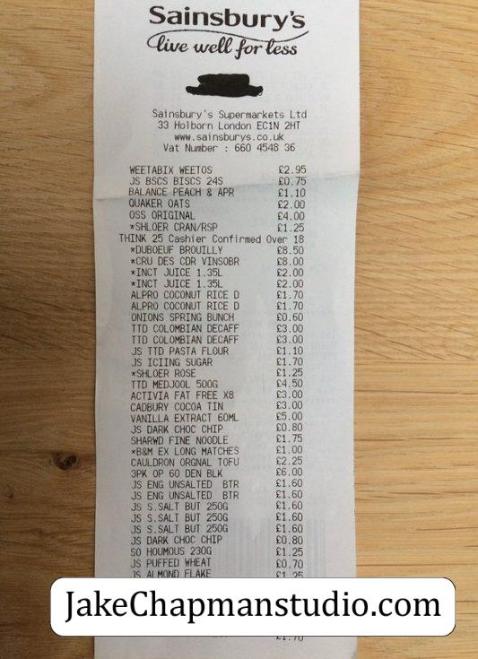 Sainsbury's
live well for less
Sainsbury's Supermarkets Ltd
33 Holborn London EC1N 2HT
www.sainsburys.co.uk
Vat Number : 660 4548 36
WEETABIX WEETOS £2.95
JS BSCS BISCS 24S £0.75
BALANCE PEACH & APR £1.10
QUAKER OATS £2.00
OSS ORIGINAL £4.00
*SHLOER CRAN/RSP £1.25
THINK 25 Cashier Confirmed Over 18
*DUBOEUF BROUILLY £8.50
*CRU DES CDR VINSOBR £8.00
*INCT JUICE 1.35L £2.00
*INCT JUICE 1.35L £2.00
ALPRO COCONUT RICE D £1.70
ALPRO COCONUT RICE D £1.70
ONIONS SPRING BUNCH £0.60
TTD COLOMBIAN DECAFF £3.00
TTD COLOMBIAN DECAFF £3.00
JS TTD PASTA FLOUR £1.10
JS ICIING SUGAR £1.70
*SHLOER ROSE £1.25
TTD MEDJOOL 500G £4.50
ACTIVIA FAT FREE X8 £3.00
CADBURY COCOA TIN £3.00
VANILLA EXTRACT 60ML £5.00
JS DARK CHOC CHIP £0.80
SHARWD FINE NOODLE £1.75
*B&M EX LONG MATCHES £1.00
CAULDRON ORGNAL TOFU £2.25
3PK OP 60 DEN BLK £6.00
JS ENG UNSALTED BTR £1.60
JS ENG UNSALTED BTR £1.60
JS S.SALT BUT 250G £1.60
JS S.SALT BUT 250G £1.60
JS S.SALT BUT 250G £1.60
JS DARK CHOC CHIP £0.80
SO HOUMOUS 230G £1.25
JS PUFFED WHEAT £0.70
JS ALMOND FLAKE £1.25
JakeChapmanstudio.com
£1.70